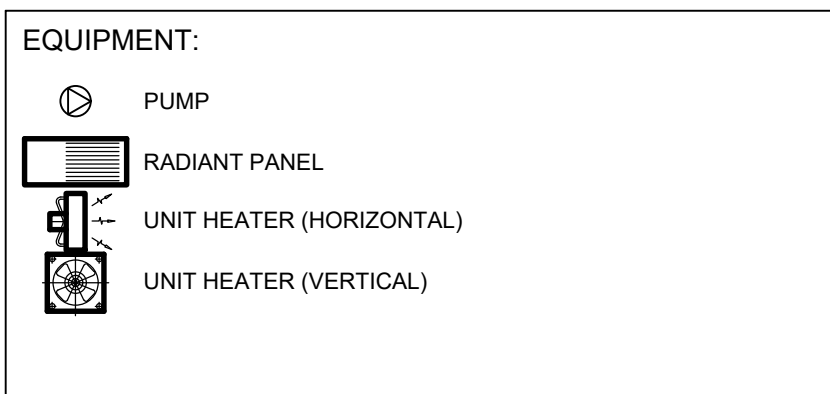 EQUIPMENT:
PUMP
RADIANT PANEL
UNIT HEATER (HORIZONTAL)
UNIT HEATER (VERTICAL)